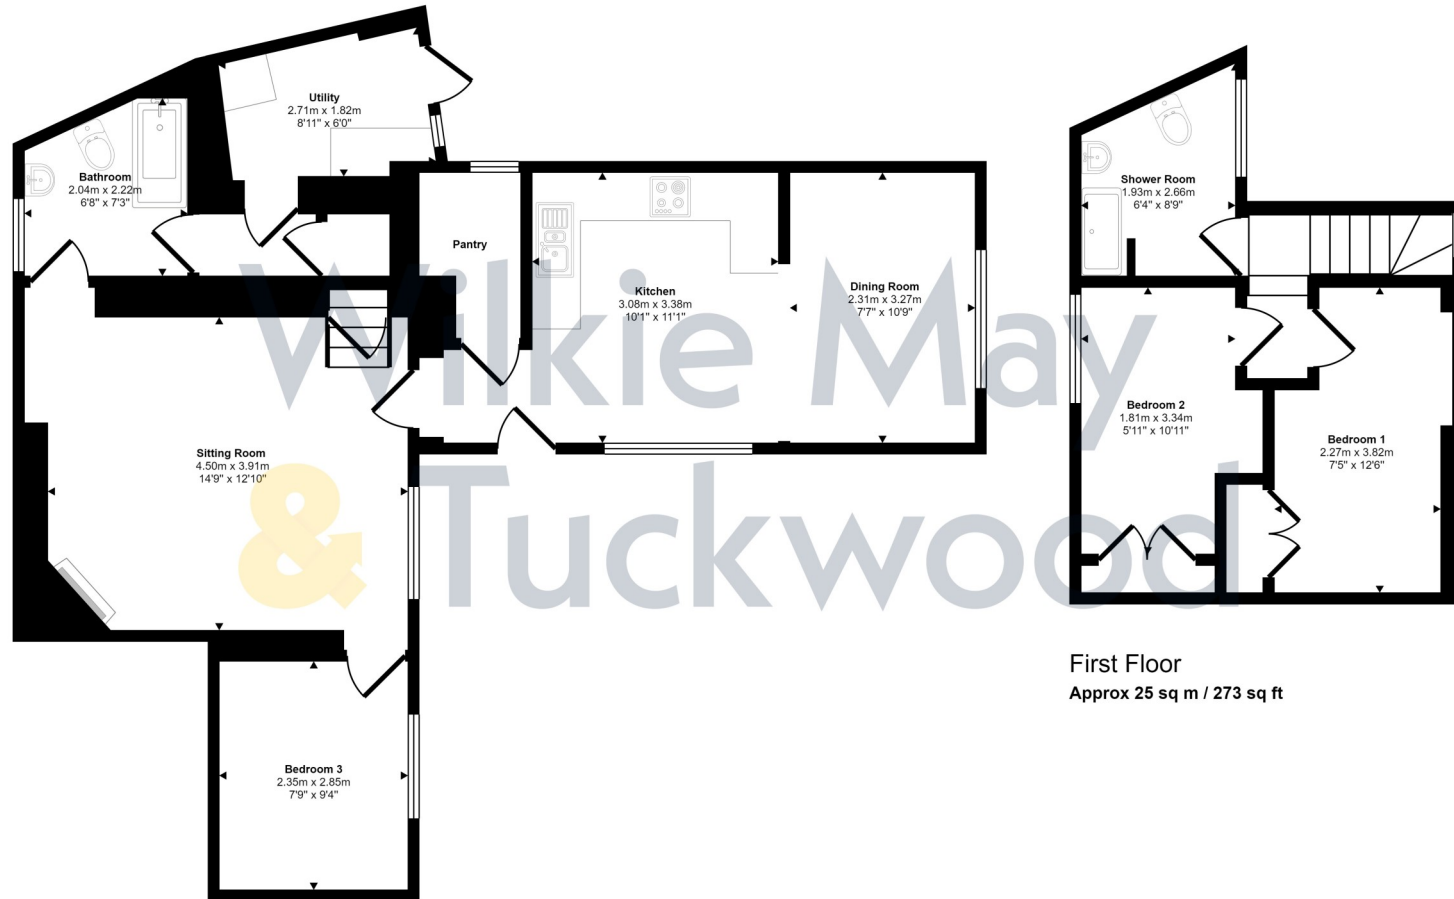 Utility
2.71m x 1.82m
8'11" x 6'0"
Bathroom
2.04m x 2.22m
6'8" x 7'3"
Pantry
Kitchen
3.08m x 3.38m
10'1" x 11'1"
Dining Room
2.31m x 3.27m
7'7" x 10'9"
Sitting Room
4.50m x 3.91m
14'9" x 12'10"
Bedroom 3
2.35m x 2.85m
7'9" x 9'4"
Shower Room
1.93m x 2.66m
6'4" x 8'9"
Bedroom 2
1.81m x 3.34m
5'11" x 10'11"
Bedroom 1
2.27m x 3.82m
7'5" x 12'6"
First Floor
Approx 25 sq m / 273 sq ft
Wilkie May
& Tuckwood